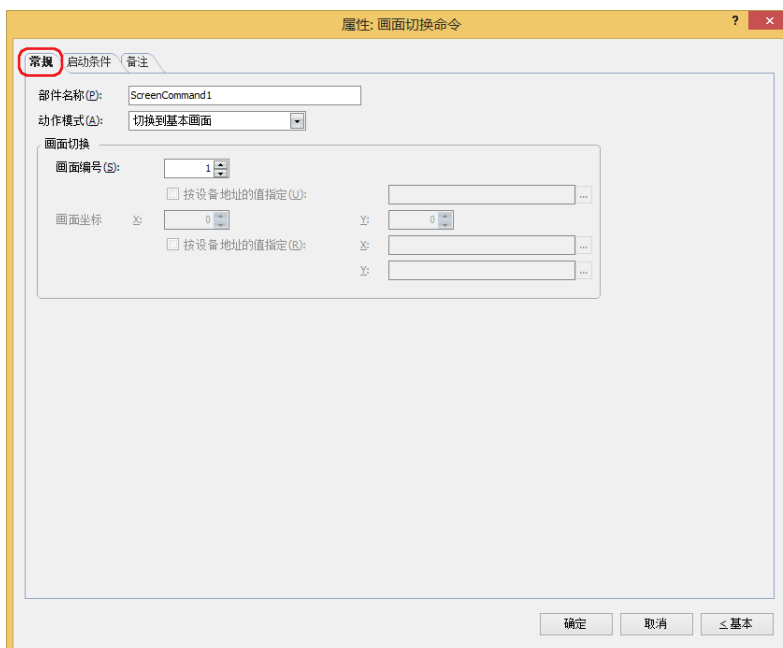 属性: 画面切换命令
? ×
常规 启动条件 备注
部件名称(P): ScreenCommand1
动作模式(A): 切换到基本画面
画面切换
画面编号(S): 1
按设备地址的值指定(U): ...
画面坐标 X: 0 Y: 0
按设备地址的值指定(R): X: ...
Y: ...
确定 取消 ≤基本